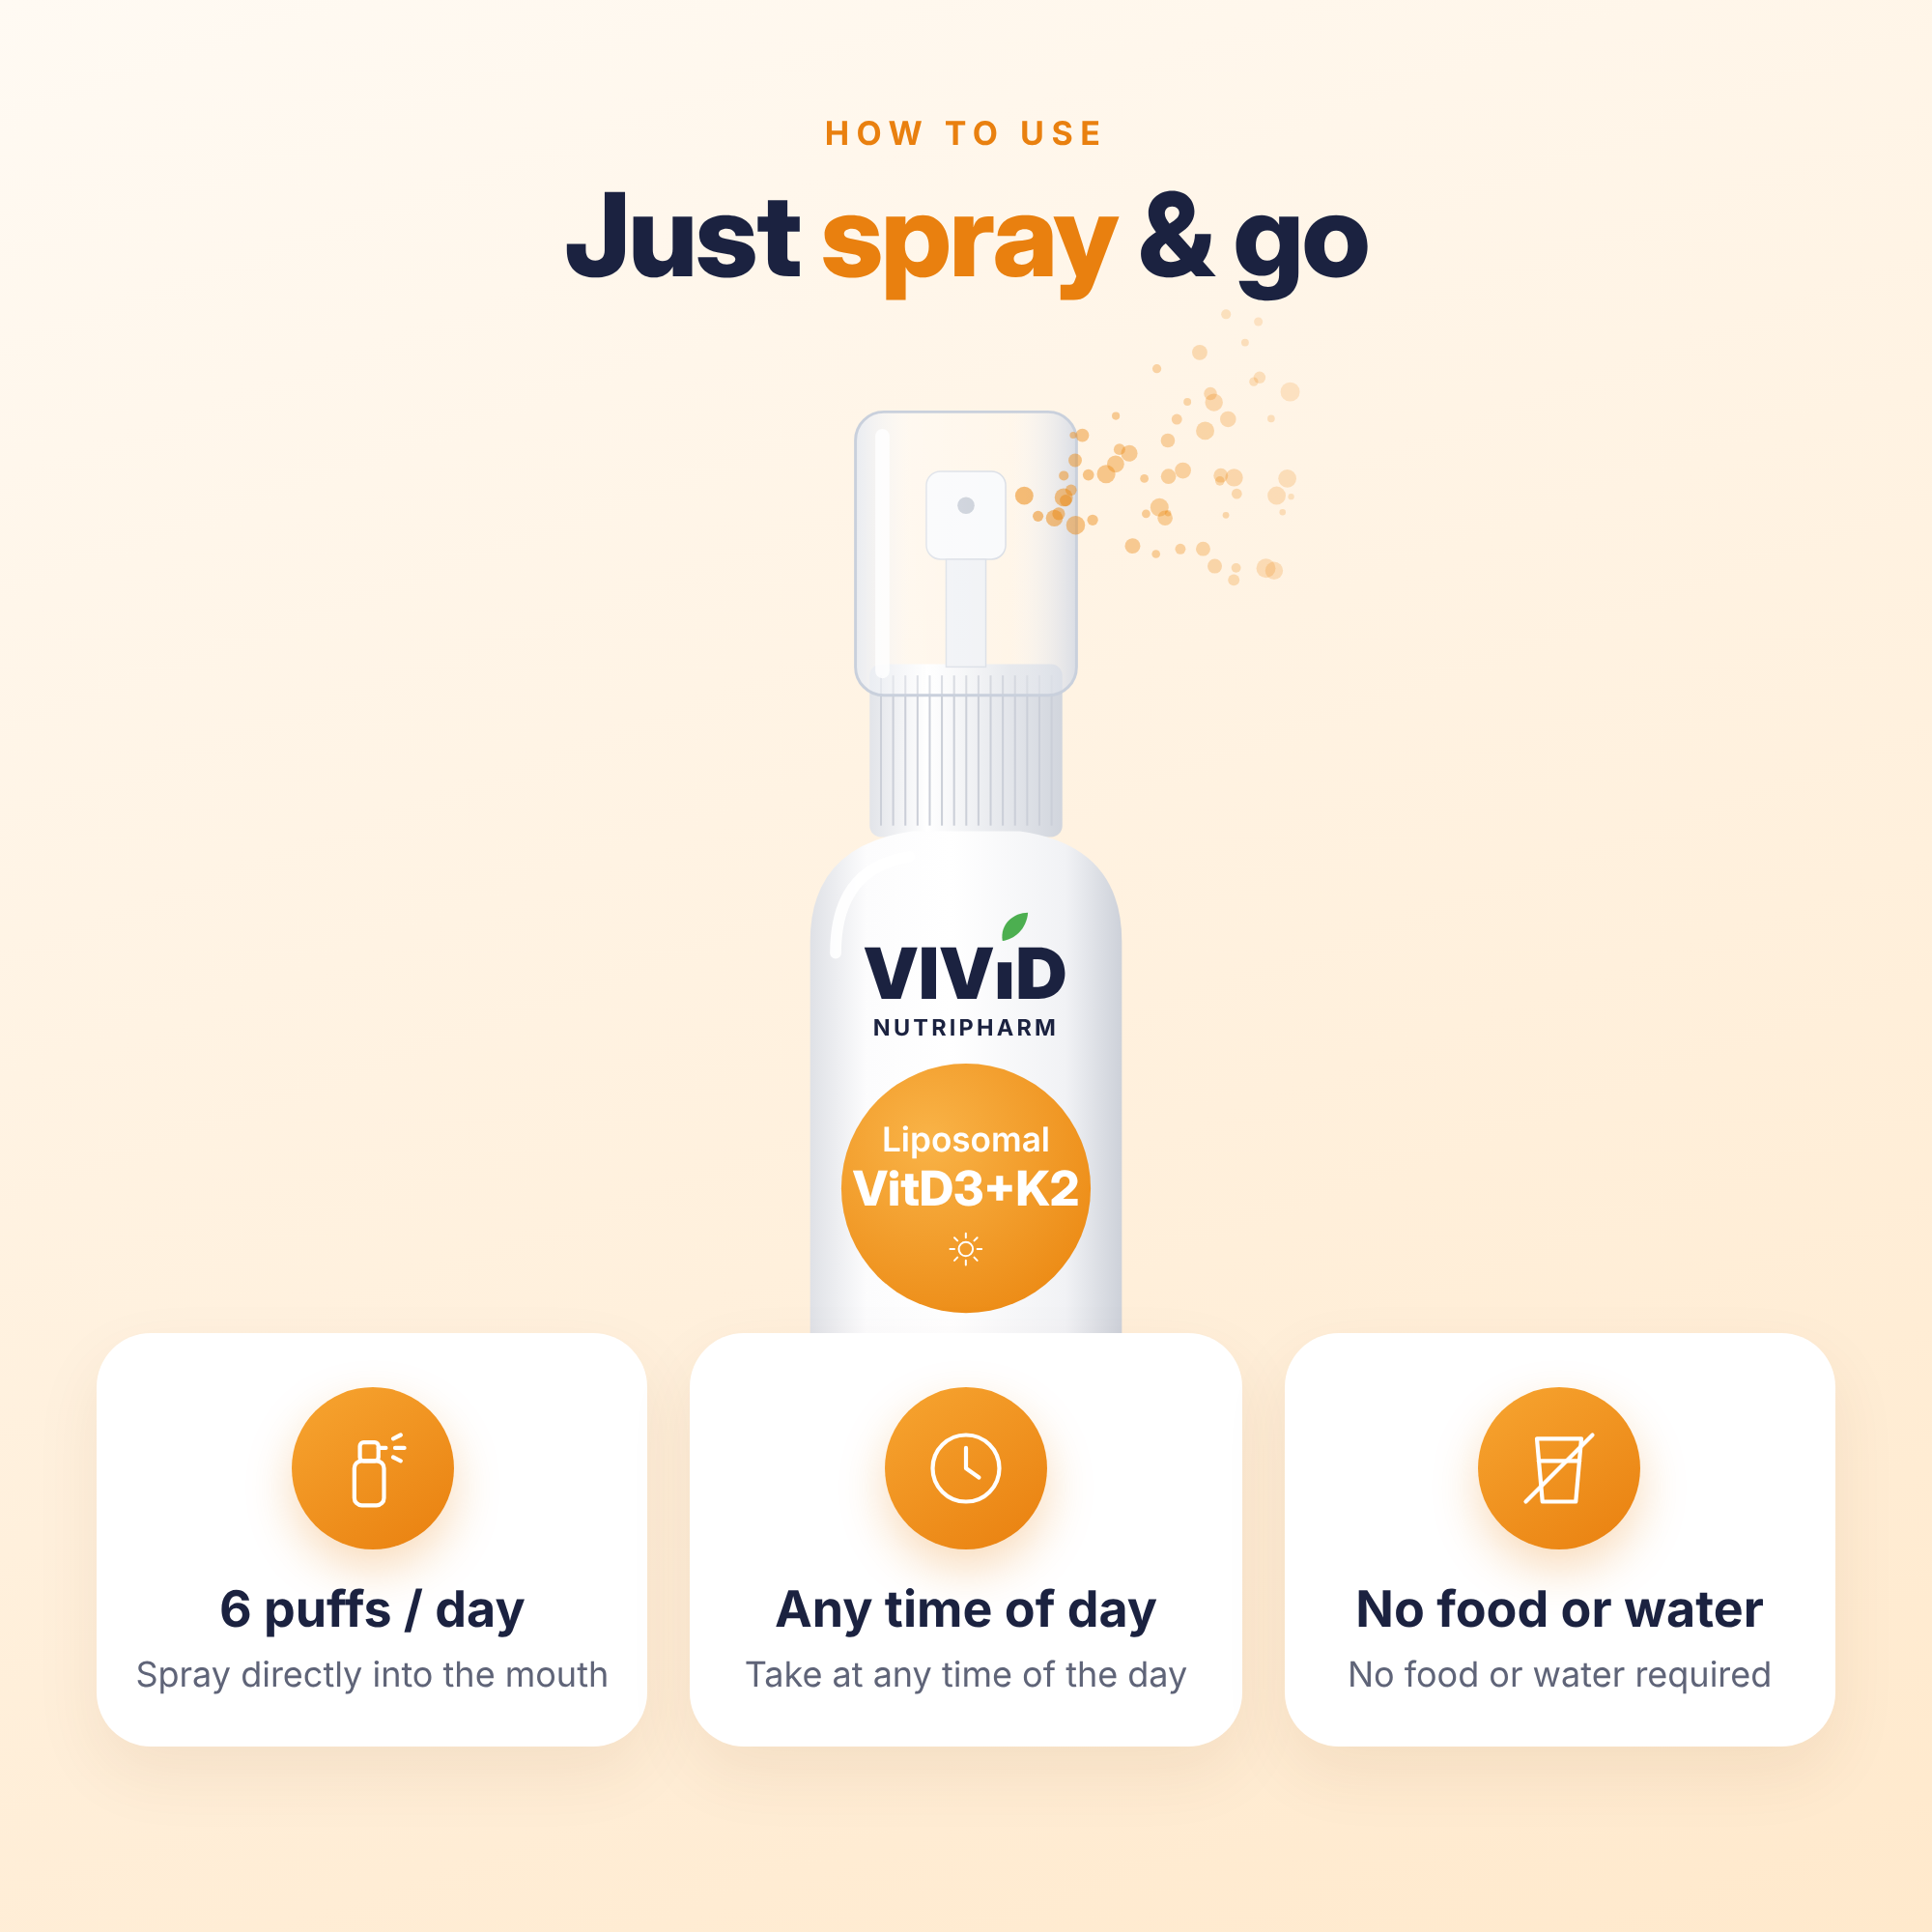 HOW TO USE
Just spray & go
VIViD
NUTRIPHARM
Liposomal
VitD3+K2
6 puffs / day
Spray directly into the mouth
Any time of day
Take at any time of the day
No food or water
No food or water required